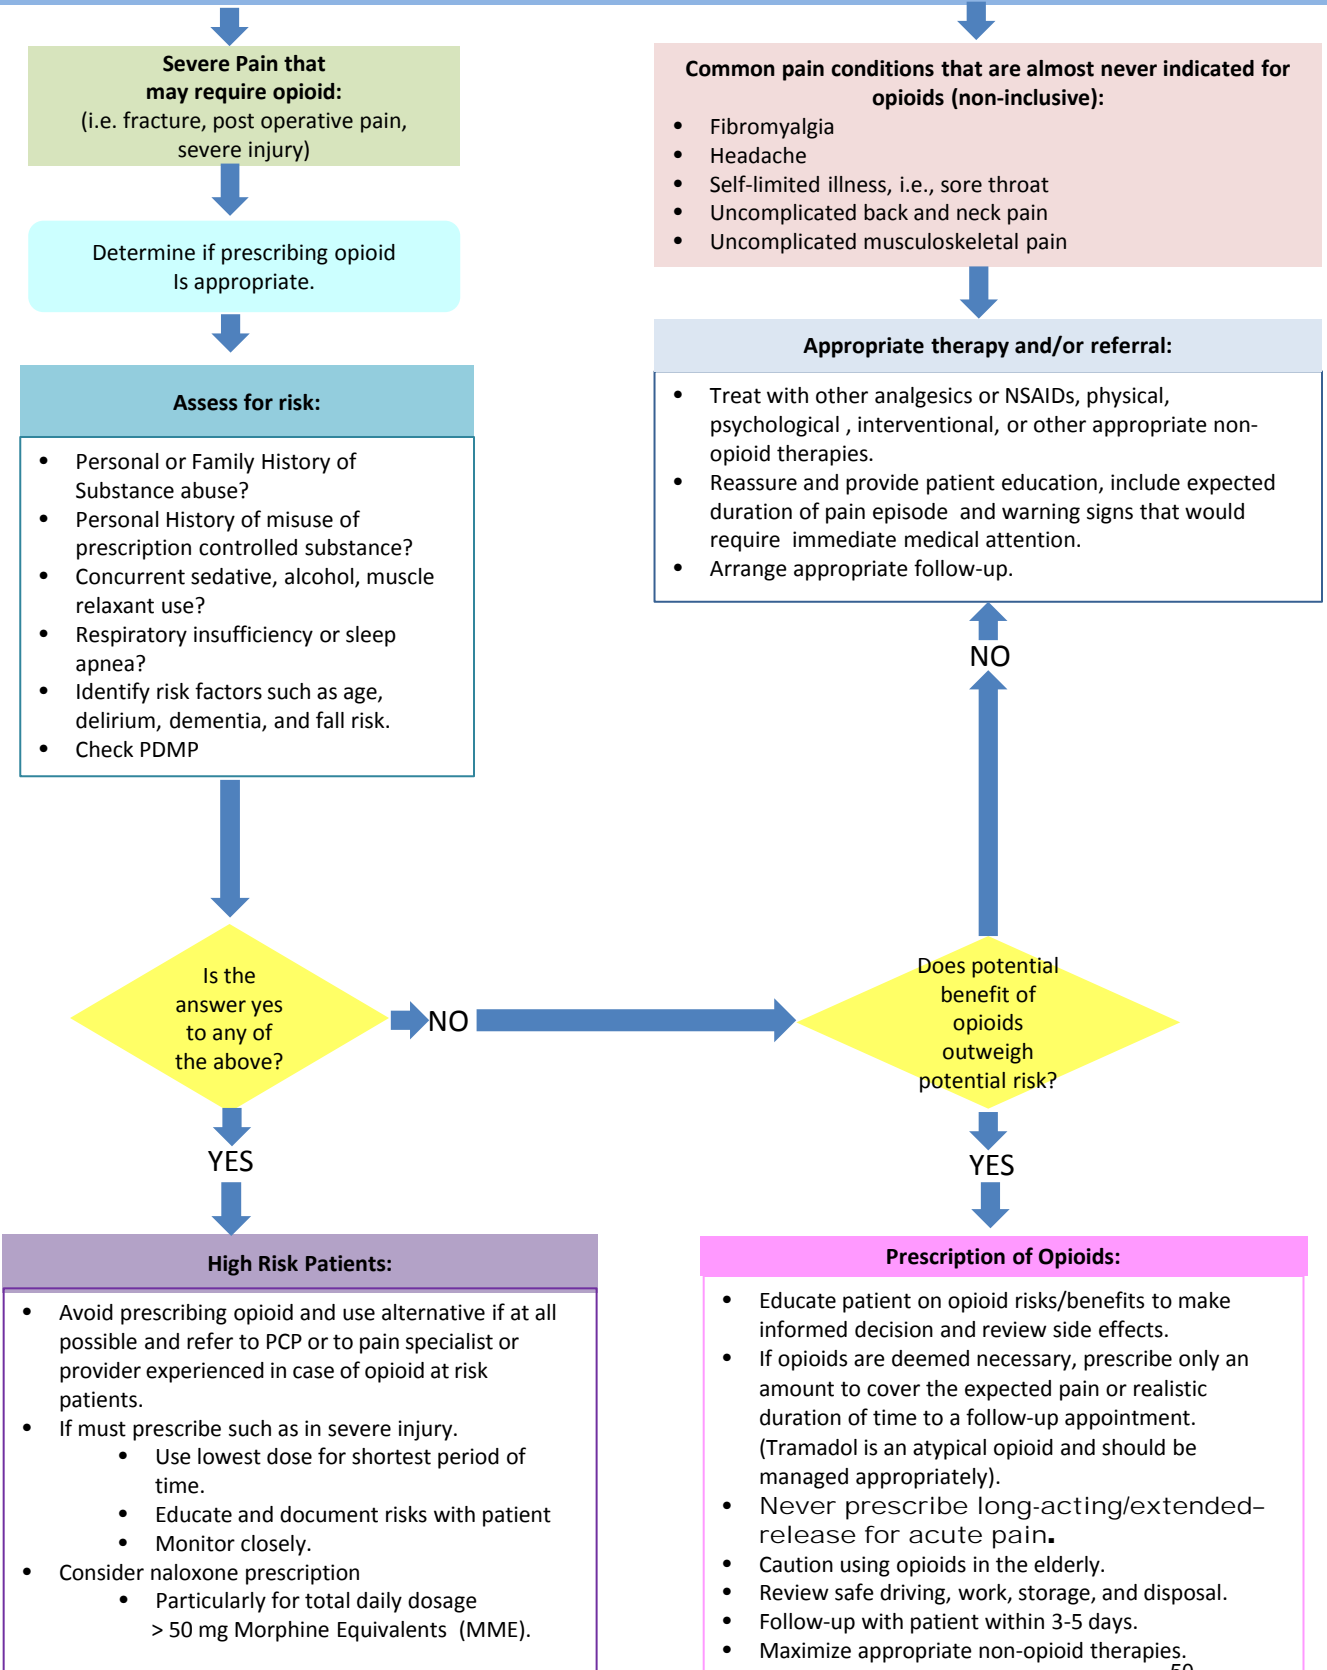 Severe Pain that
may require opioid:
(i.e. fracture, post operative pain,
severe injury)
Determine if prescribing opioid
Is appropriate.
Assess for risk:
• Personal or Family History of
Substance abuse?
• Personal History of misuse of
prescription controlled substance?
• Concurrent sedative, alcohol, muscle
relaxant use?
• Respiratory insufficiency or sleep
apnea?
• Identify risk factors such as age,
delirium, dementia, and fall risk.
• Check PDMP
Common pain conditions that are almost never indicated for
opioids (non-inclusive):
• Fibromyalgia
• Headache
• Self-limited illness, i.e., sore throat
• Uncomplicated back and neck pain
• Uncomplicated musculoskeletal pain
Appropriate therapy and/or referral:
• Treat with other analgesics or NSAIDs, physical,
psychological , interventional, or other appropriate non-
opioid therapies.
• Reassure and provide patient education, include expected
duration of pain episode and warning signs that would
require immediate medical attention.
• Arrange appropriate follow-up.
NO
Is the
answer yes
to any of
the above?
NO
Does potential
benefit of
opioids
outweigh
potential risk?
YES
YES
High Risk Patients:
• Avoid prescribing opioid and use alternative if at all
possible and refer to PCP or to pain specialist or
provider experienced in case of opioid at risk
patients.
• If must prescribe such as in severe injury.
• Use lowest dose for shortest period of
time.
• Educate and document risks with patient
• Monitor closely.
• Consider naloxone prescription
• Particularly for total daily dosage
> 50 mg Morphine Equivalents (MME).
Prescription of Opioids:
• Educate patient on opioid risks/benefits to make
informed decision and review side effects.
• If opioids are deemed necessary, prescribe only an
amount to cover the expected pain or realistic
duration of time to a follow-up appointment.
(Tramadol is an atypical opioid and should be
managed appropriately).
• Never prescribe long-acting/extended–
release for acute pain.
• Caution using opioids in the elderly.
• Review safe driving, work, storage, and disposal.
• Follow-up with patient within 3-5 days.
• Maximize appropriate non-opioid therapies.